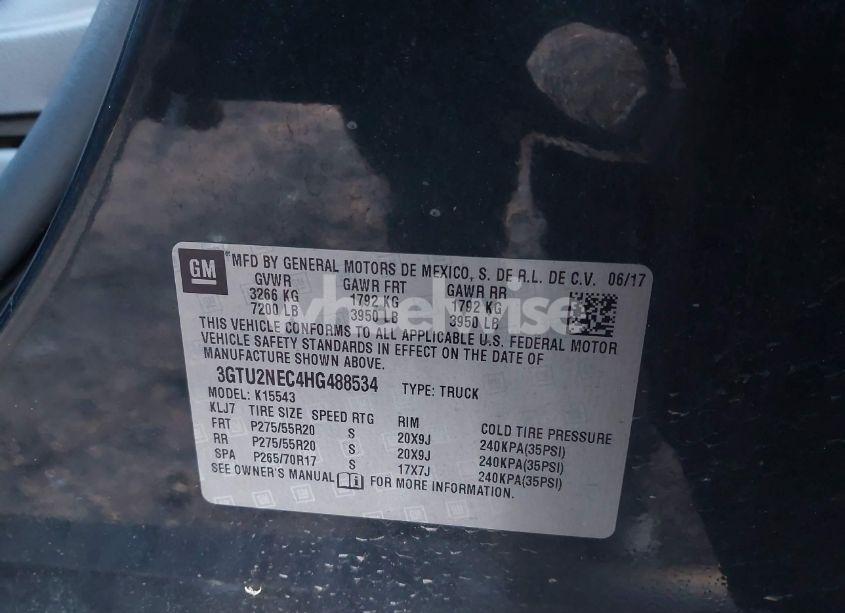 GM
MFD BY GENERAL MOTORS DE MEXICO, S. DE R.L. DE C.V. 06/17
GVWR GAWR FRT GAWR RR
3266 KG 1792 KG 1792 KG
7200 LB 3950 LB 3950 LB
wheelwise
THIS VEHICLE CONFORMS TO ALL APPLICABLE U.S. FEDERAL MOTOR
VEHICLE SAFETY STANDARDS IN EFFECT ON THE DATE OF
MANUFACTURE SHOWN ABOVE.
3GTU2NEC4HG488534 TYPE: TRUCK
MODEL: K15543
KLJ7 TIRE SIZE SPEED RTG RIM COLD TIRE PRESSURE
FRT P275/55R20 S 20X9J 240KPA(35PSI)
RR P275/55R20 S 20X9J 240KPA(35PSI)
SPA P265/70R17 S 17X7J 240KPA(35PSI)
SEE OWNER'S MANUAL FOR MORE INFORMATION.